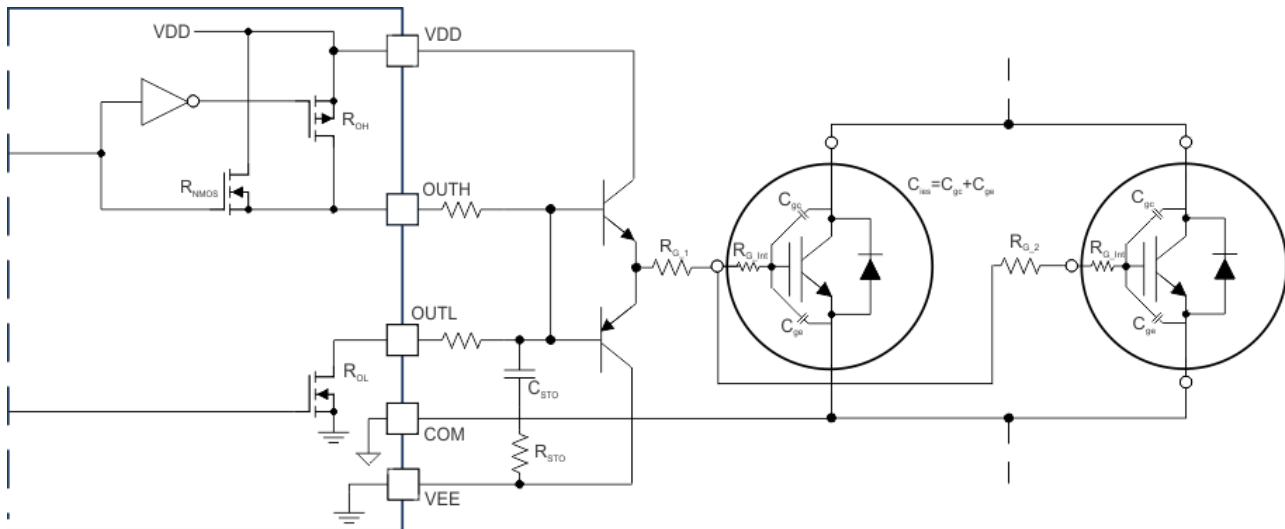 VDD
VDD
R_OH
R_NMOS
OUTH
C_ies=C_gc+C_ge
C_gc
C_gc
R_G_1
R_G_Int
R_G_2
R_G_Int
C_ge
C_ge
OUTL
R_OL
C_STO
COM
R_STO
VEE